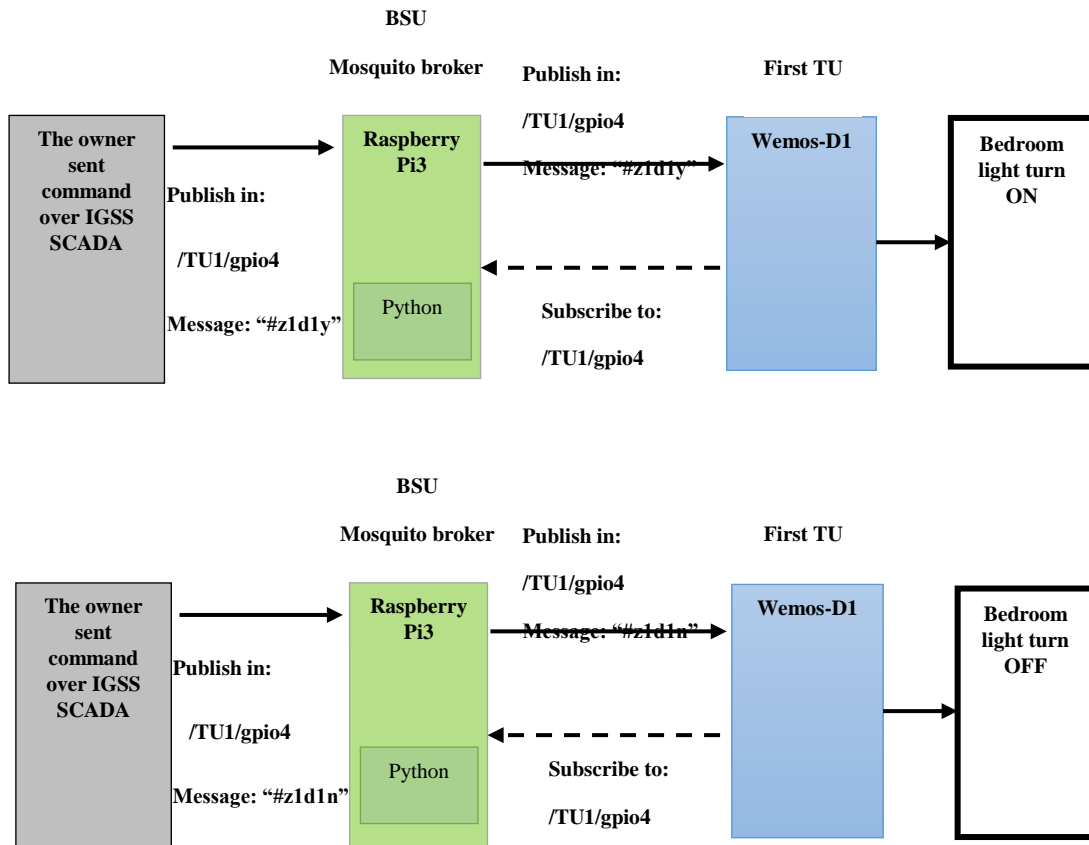 BSU
Mosquito broker
Publish in:
/TU1/gpio4
Message: “#z1d1y”
First TU
The owner
sent
command
over IGSS
SCADA
Publish in:
/TU1/gpio4
Message: “#z1d1y”
Raspberry
Pi3
Python
Wemos-D1
Subscribe to:
/TU1/gpio4
Bedroom
light turn
ON
BSU
Mosquito broker
Publish in:
/TU1/gpio4
Message: “#z1d1n”
First TU
The owner
sent
command
over IGSS
SCADA
Publish in:
/TU1/gpio4
Message: “#z1d1n”
Raspberry
Pi3
Python
Wemos-D1
Subscribe to:
/TU1/gpio4
Bedroom
light turn
OFF